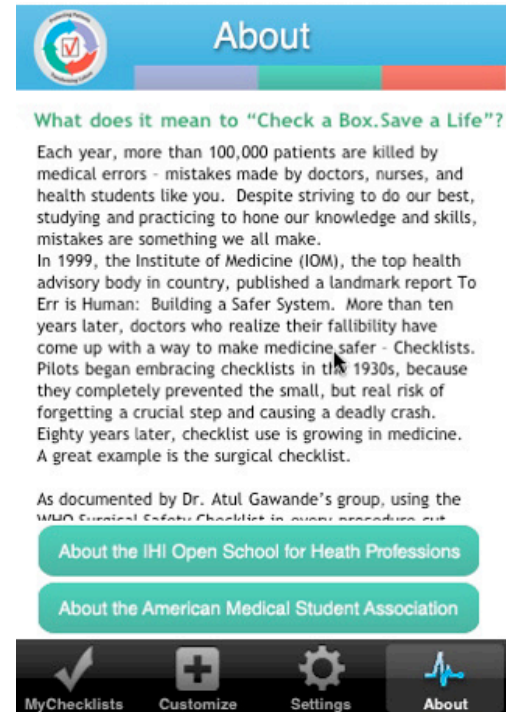 About
What does it mean to “Check a Box.Save a Life”?
Each year, more than 100,000 patients are killed by
medical errors - mistakes made by doctors, nurses, and
health students like you. Despite striving to do our best,
studying and practicing to hone our knowledge and skills,
mistakes are something we all make.
In 1999, the Institute of Medicine (IOM), the top health
advisory body in country, published a landmark report To
Err is Human: Building a Safer System. More than ten
years later, doctors who realize their fallibility have
come up with a way to make medicine safer - Checklists.
Pilots began embracing checklists in the 1930s, because
they completely prevented the small, but real risk of
forgetting a crucial step and causing a deadly crash.
Eighty years later, checklist use is growing in medicine.
A great example is the surgical checklist.
As documented by Dr. Atul Gawande’s group, using the
WHO Surgical Safety Checklist in every procedure cut
About the IHI Open School for Heath Professions
About the American Medical Student Association
MyChecklists
Customize
Settings
About